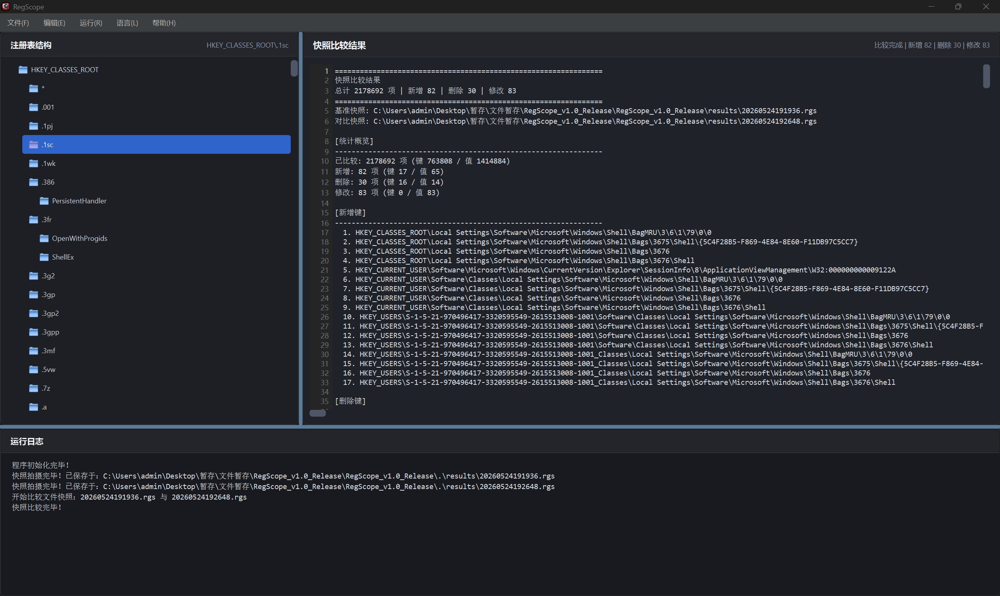 RegScope
文件(F) 编辑(E) 运行(R) 语言(L) 帮助(H)
注册表结构 HKEY_CLASSES_ROOT\.1sc
HKEY_CLASSES_ROOT
*
.001
.1pj
.1sc
.1wk
.386
PersistentHandler
.3fr
OpenWithProgids
ShellEx
.3g2
.3gp
.3gp2
.3gpp
.3mf
.5vw
.7z
.a
快照比较结果 比较完成 | 新增 82 | 删除 30 | 修改 83
1 =================================================================
2 快照比较结果
3 总计 2178692 项 | 新增 82 | 删除 30 | 修改 83
4 =================================================================
5 基准快照: C:\Users\admin\Desktop\暂存\文件暂存\RegScope_v1.0_Release\RegScope_v1.0_Release\results\20260524191936.rgs
6 对比快照: C:\Users\admin\Desktop\暂存\文件暂存\RegScope_v1.0_Release\RegScope_v1.0_Release\results\20260524192648.rgs
7
8 [统计概览]
9 -----------------------------------------------------------------
10 已比较: 2178692 项 (键 763808 / 值 1414884)
11 新增: 82 项 (键 17 / 值 65)
12 删除: 30 项 (键 16 / 值 14)
13 修改: 83 项 (键 0 / 值 83)
14
15 [新增键]
16 -----------------------------------------------------------------
17 1. HKEY_CLASSES_ROOT\Local Settings\Software\Microsoft\Windows\Shell\BagMRU\3\6\1\79\0\0
18 2. HKEY_CLASSES_ROOT\Local Settings\Software\Microsoft\Windows\Shell\Bags\3675\Shell\{5C4F28B5-F869-4E84-8E60-F11DB97C5CC7}
19 3. HKEY_CLASSES_ROOT\Local Settings\Software\Microsoft\Windows\Shell\Bags\3676
20 4. HKEY_CLASSES_ROOT\Local Settings\Software\Microsoft\Windows\Shell\Bags\3676\Shell
21 5. HKEY_CURRENT_USER\Software\Microsoft\Windows\CurrentVersion\Explorer\SessionInfo\8\ApplicationViewManagement\W32:000000000009122A
22 6. HKEY_CURRENT_USER\Software\Classes\Local Settings\Software\Microsoft\Windows\Shell\BagMRU\3\6\1\79\0\0
23 7. HKEY_CURRENT_USER\Software\Classes\Local Settings\Software\Microsoft\Windows\Shell\Bags\3675\Shell\{5C4F28B5-F869-4E84-8E60-F11DB97C5CC7}
24 8. HKEY_CURRENT_USER\Software\Classes\Local Settings\Software\Microsoft\Windows\Shell\Bags\3676
25 9. HKEY_CURRENT_USER\Software\Classes\Local Settings\Software\Microsoft\Windows\Shell\Bags\3676\Shell
26 10. HKEY_USERS\S-1-5-21-970496417-3320595549-2615513008-1001\Software\Classes\Local Settings\Software\Microsoft\Windows\Shell\BagMRU\3\6\1\79\0\0
27 11. HKEY_USERS\S-1-5-21-970496417-3320595549-2615513008-1001\Software\Classes\Local Settings\Software\Microsoft\Windows\Shell\Bags\3675\Shell\{5C4F28B5-F
28 12. HKEY_USERS\S-1-5-21-970496417-3320595549-2615513008-1001\Software\Classes\Local Settings\Software\Microsoft\Windows\Shell\Bags\3676
29 13. HKEY_USERS\S-1-5-21-970496417-3320595549-2615513008-1001\Software\Classes\Local Settings\Software\Microsoft\Windows\Shell\Bags\3676\Shell
30 14. HKEY_USERS\S-1-5-21-970496417-3320595549-2615513008-1001_Classes\Local Settings\Software\Microsoft\Windows\Shell\BagMRU\3\6\1\79\0\0
31 15. HKEY_USERS\S-1-5-21-970496417-3320595549-2615513008-1001_Classes\Local Settings\Software\Microsoft\Windows\Shell\Bags\3675\Shell\{5C4F28B5-F869-4E84-
32 16. HKEY_USERS\S-1-5-21-970496417-3320595549-2615513008-1001_Classes\Local Settings\Software\Microsoft\Windows\Shell\Bags\3676
33 17. HKEY_USERS\S-1-5-21-970496417-3320595549-2615513008-1001_Classes\Local Settings\Software\Microsoft\Windows\Shell\Bags\3676\Shell
34
35 [删除键]
运行日志
程序初始化完毕!
快照拍摄完毕! 已保存于: C:\Users\admin\Desktop\暂存\文件暂存\RegScope_v1.0_Release\RegScope_v1.0_Release\.\results\20260524191936.rgs
快照拍摄完毕! 已保存于: C:\Users\admin\Desktop\暂存\文件暂存\RegScope_v1.0_Release\RegScope_v1.0_Release\.\results\20260524192648.rgs
开始比较文件快照: 20260524191936.rgs 与 20260524192648.rgs
快照比较完毕!